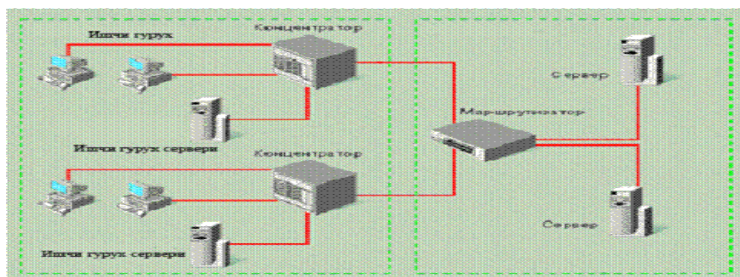 Ишчи гурух
Концентратор
Сервер
Маршрутизатор
Ишчи гурух сервери
Концентратор
Сервер
Ишчи гурух сервери